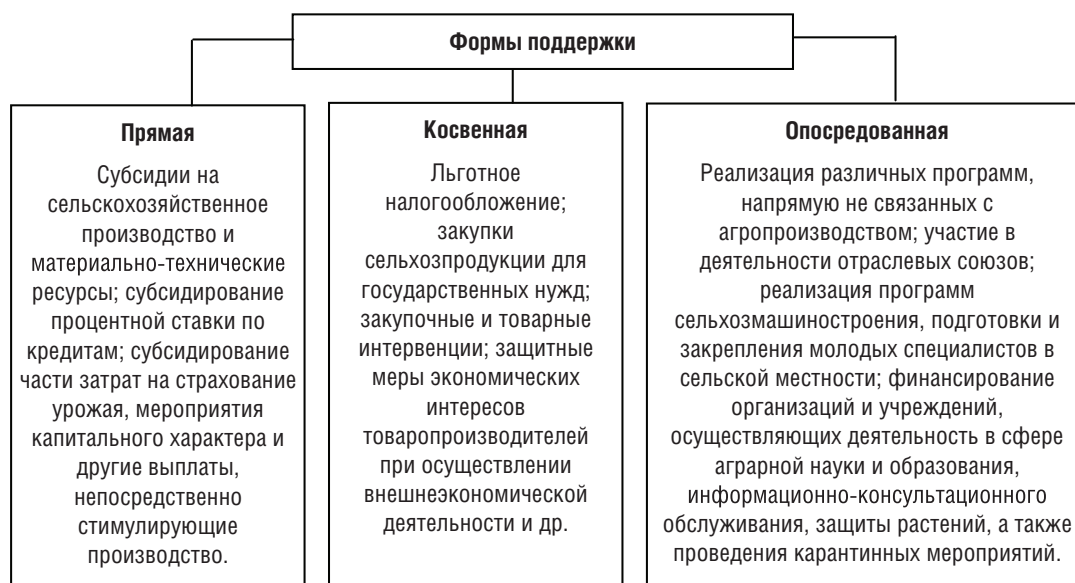 Формы поддержки
Прямая
Субсидии на
сельскохозяйственное
производство и
материально-технические
ресурсы; субсидирование
процентной ставки по
кредитам; субсидирование
части затрат на страхование
урожая, мероприятия
капитального характера и
другие выплаты,
непосредственно
стимулирующие
производство.
Косвенная
Льготное
налогообложение;
закупки
сельхозпродукции для
государственных нужд;
закупочные и товарные
интервенции; защитные
меры экономических
интересов
товаропроизводителей
при осуществлении
внешнеэкономической
деятельности и др.
Опосредованная
Реализация различных программ,
напрямую не связанных с
агропроизводством; участие в
деятельности отраслевых союзов;
реализация программ
сельхозмашиностроения, подготовки и
закрепления молодых специалистов в
сельской местности; финансирование
организаций и учреждений,
осуществляющих деятельность в сфере
аграрной науки и образования,
информационно-консультационного
обслуживания, защиты растений, а также
проведения карантинных мероприятий.